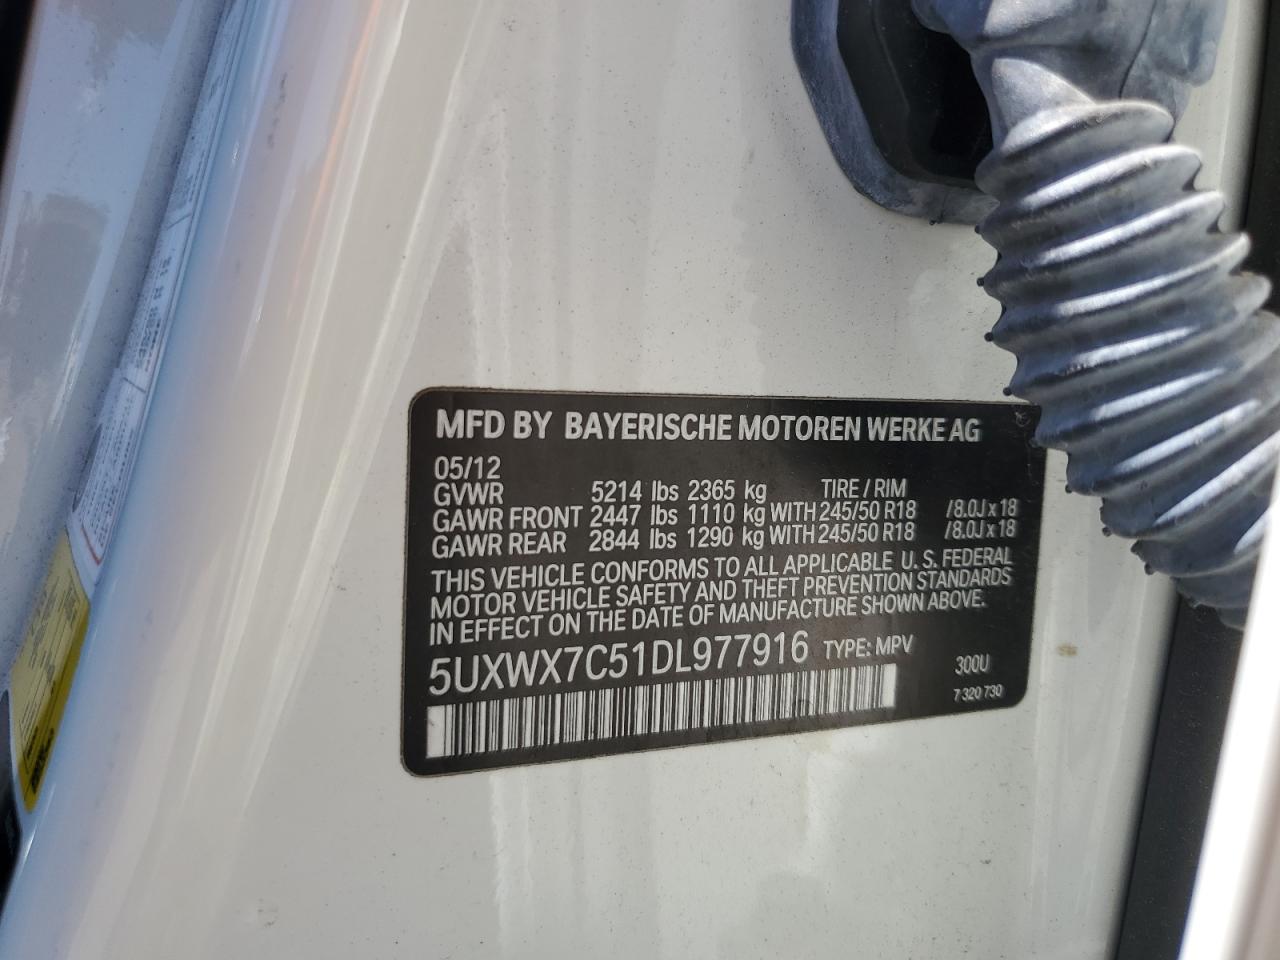 MFD BY BAYERISCHE MOTOREN WERKE AG
05/12
GVWR 5214 lbs 2365 kg TIRE / RIM
GAWR FRONT 2447 lbs 1110 kg WITH 245/50 R18 /8.0J x 18
GAWR REAR 2844 lbs 1290 kg WITH 245/50 R18 /8.0J x 18
THIS VEHICLE CONFORMS TO ALL APPLICABLE U.S. FEDERAL
MOTOR VEHICLE SAFETY AND THEFT PREVENTION STANDARDS
IN EFFECT ON THE DATE OF MANUFACTURE SHOWN ABOVE.
5UXWX7C51DL977916 TYPE: MPV
300U
7 320 730